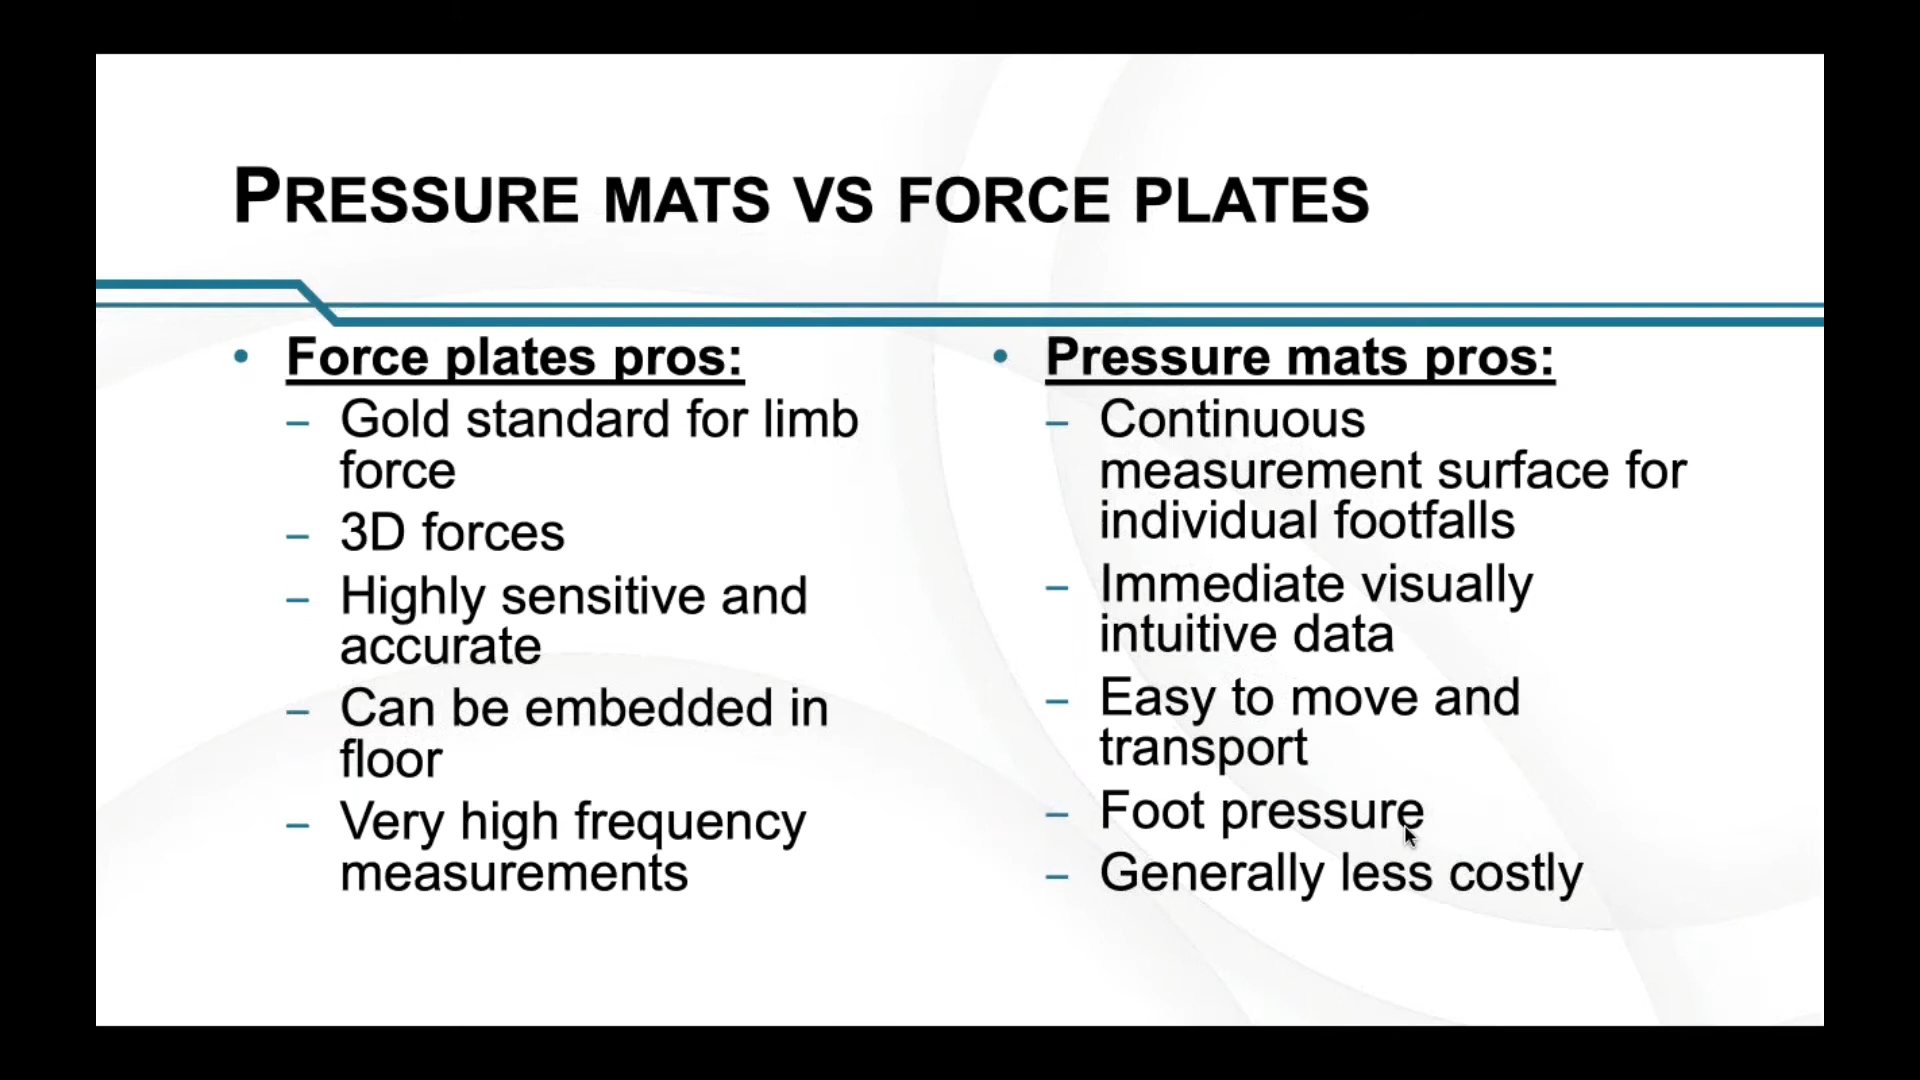 PRESSURE MATS VS FORCE PLATES
• Force plates pros:
– Gold standard for limb
force
– 3D forces
– Highly sensitive and
accurate
– Can be embedded in
floor
– Very high frequency
measurements
• Pressure mats pros:
– Continuous
measurement surface for
individual footfalls
– Immediate visually
intuitive data
– Easy to move and
transport
– Foot pressure
– Generally less costly